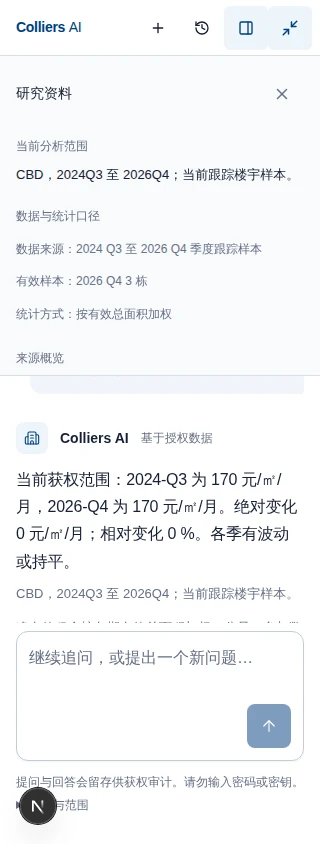 Colliers AI
研究资料
当前分析范围
CBD，2024Q3 至 2026Q4；当前跟踪楼宇样本。
数据与统计口径
数据来源：2024 Q3 至 2026 Q4 季度跟踪样本
有效样本：2026 Q4 3 栋
统计方式：按有效总面积加权
来源概览
Colliers AI 基于授权数据
当前获权范围：2024-Q3 为 170 元/㎡/
月，2026-Q4 为 170 元/㎡/月。绝对变化
0 元/㎡/月；相对变化 0 %。各季有波动
或持平。
CBD，2024Q3 至 2026Q4；当前跟踪楼宇样本。
继续追问，或提出一个新问题…
提问与回答会留存供获权审计。请勿输入密码或密钥。
N
与范围